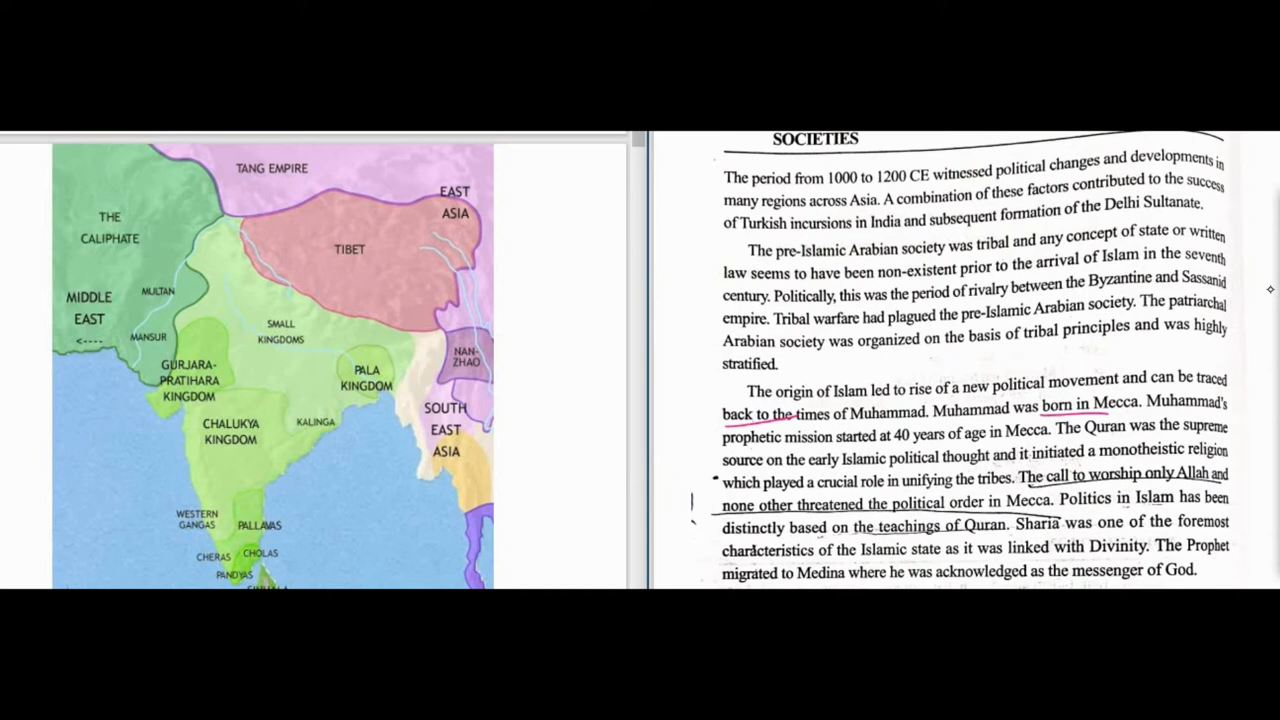 TANG EMPIRE
EAST
ASIA
THE
CALIPHATE
TIBET
MULTAN
MIDDLE
EAST
<----
MANSUR
SMALL
KINGDOMS
NAN-
ZHAO
GURJARA-
PRATIHARA
KINGDOM
PALA
KINGDOM
CHALUKYA
KINGDOM
KALINGA
SOUTH
EAST
ASIA
WESTERN
GANGAS
PALLAVAS
CHERAS
CHOLAS
PANDYAS
SOCIETIES
The period from 1000 to 1200 CE witnessed political changes and developments in
many regions across Asia. A combination of these factors contributed to the success
of Turkish incursions in India and subsequent formation of the Delhi Sultanate.
The pre-Islamic Arabian society was tribal and any concept of state or written
law seems to have been non-existent prior to the arrival of Islam in the seventh
century. Politically, this was the period of rivalry between the Byzantine and Sassanid
empire. Tribal warfare had plagued the pre-Islamic Arabian society. The patriarchal
Arabian society was organized on the basis of tribal principles and was highly
stratified.
The origin of Islam led to rise of a new political movement and can be traced
back to the times of Muhammad. Muhammad was born in Mecca. Muhammad's
prophetic mission started at 40 years of age in Mecca. The Quran was the supreme
source on the early Islamic political thought and it initiated a monotheistic religion
which played a crucial role in unifying the tribes. The call to worship only Allah and
none other threatened the political order in Mecca. Politics in Islam has been
distinctly based on the teachings of Quran. Sharia was one of the foremost
characteristics of the Islamic state as it was linked with Divinity. The Prophet
migrated to Medina where he was acknowledged as the messenger of God.